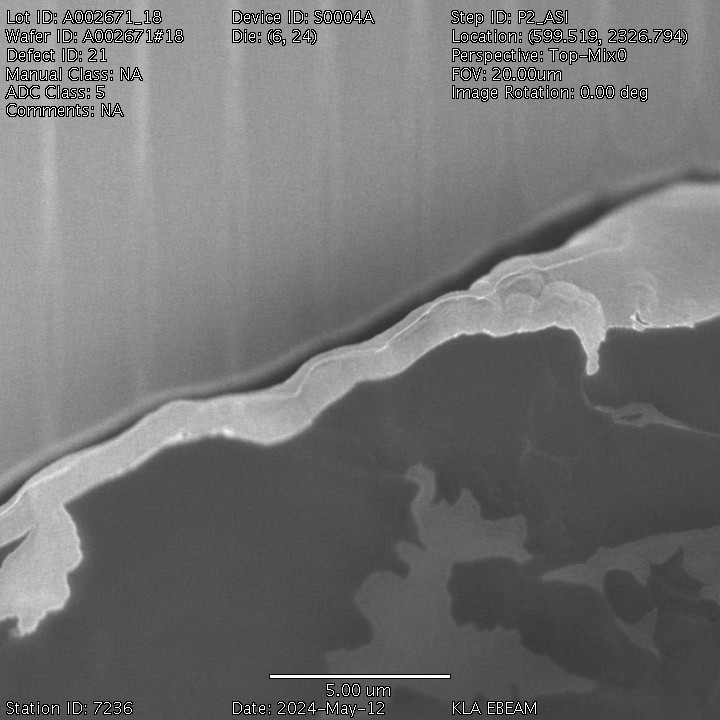 Lot ID: A002671_18
Wafer ID: A002671#18
Defect ID: 21
Manual Class: NA
ADC Class: 5
Comments: NA
Device ID: S0004A
Die: (6, 24)
Step ID: P2_ASI
Location: (599.519, 2326.794)
Perspective: Top-Mix0
FOV: 20.00um
Image Rotation: 0.00 deg
5.00 um
Station ID: 7236
Date: 2024-May-12
KLA EBEAM